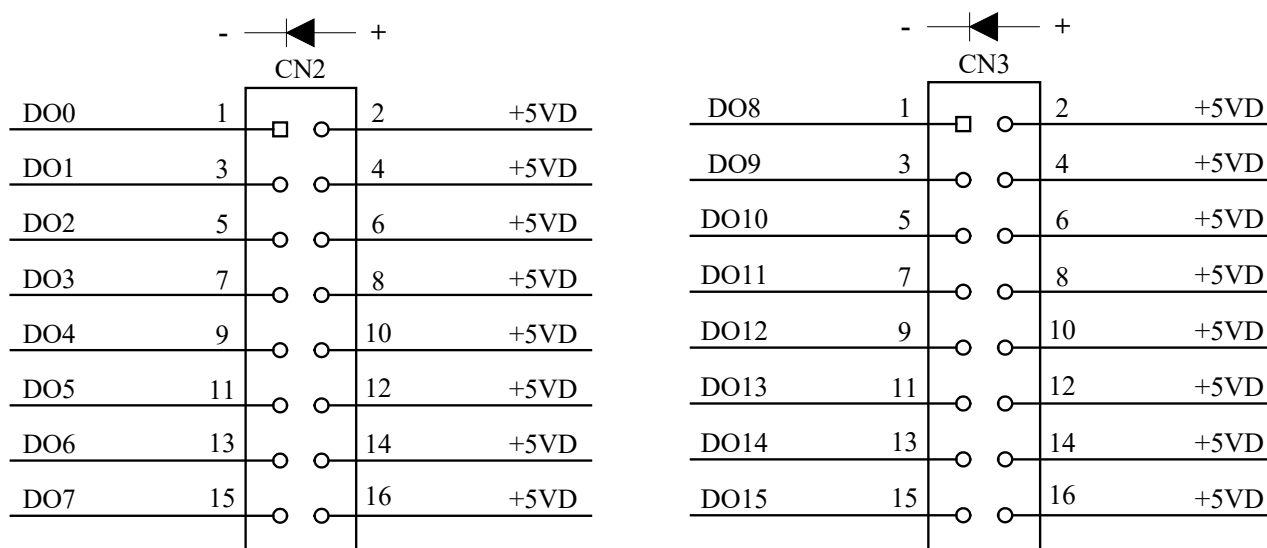 - +
CN2
DO0 1 2 +5VD
DO1 3 4 +5VD
DO2 5 6 +5VD
DO3 7 8 +5VD
DO4 9 10 +5VD
DO5 11 12 +5VD
DO6 13 14 +5VD
DO7 15 16 +5VD
- +
CN3
DO8 1 2 +5VD
DO9 3 4 +5VD
DO10 5 6 +5VD
DO11 7 8 +5VD
DO12 9 10 +5VD
DO13 11 12 +5VD
DO14 13 14 +5VD
DO15 15 16 +5VD